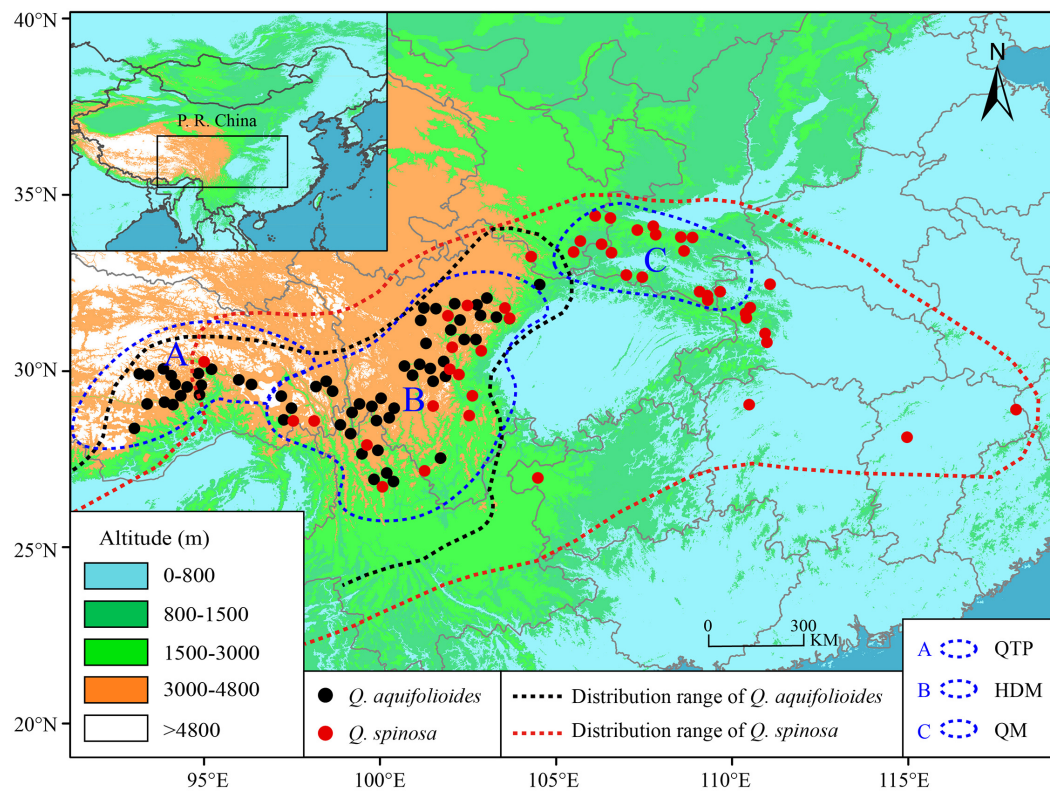 40°N
35°N
30°N
25°N
20°N
95°E
100°E
105°E
110°E
115°E
P. R. China
N
A
B
C
0 300
KM
Altitude (m)
0-800
800-1500
1500-3000
3000-4800
>4800
Q. aquifolioides
Q. spinosa
Distribution range of Q. aquifolioides
Distribution range of Q. spinosa
A QTP
B HDM
C QM